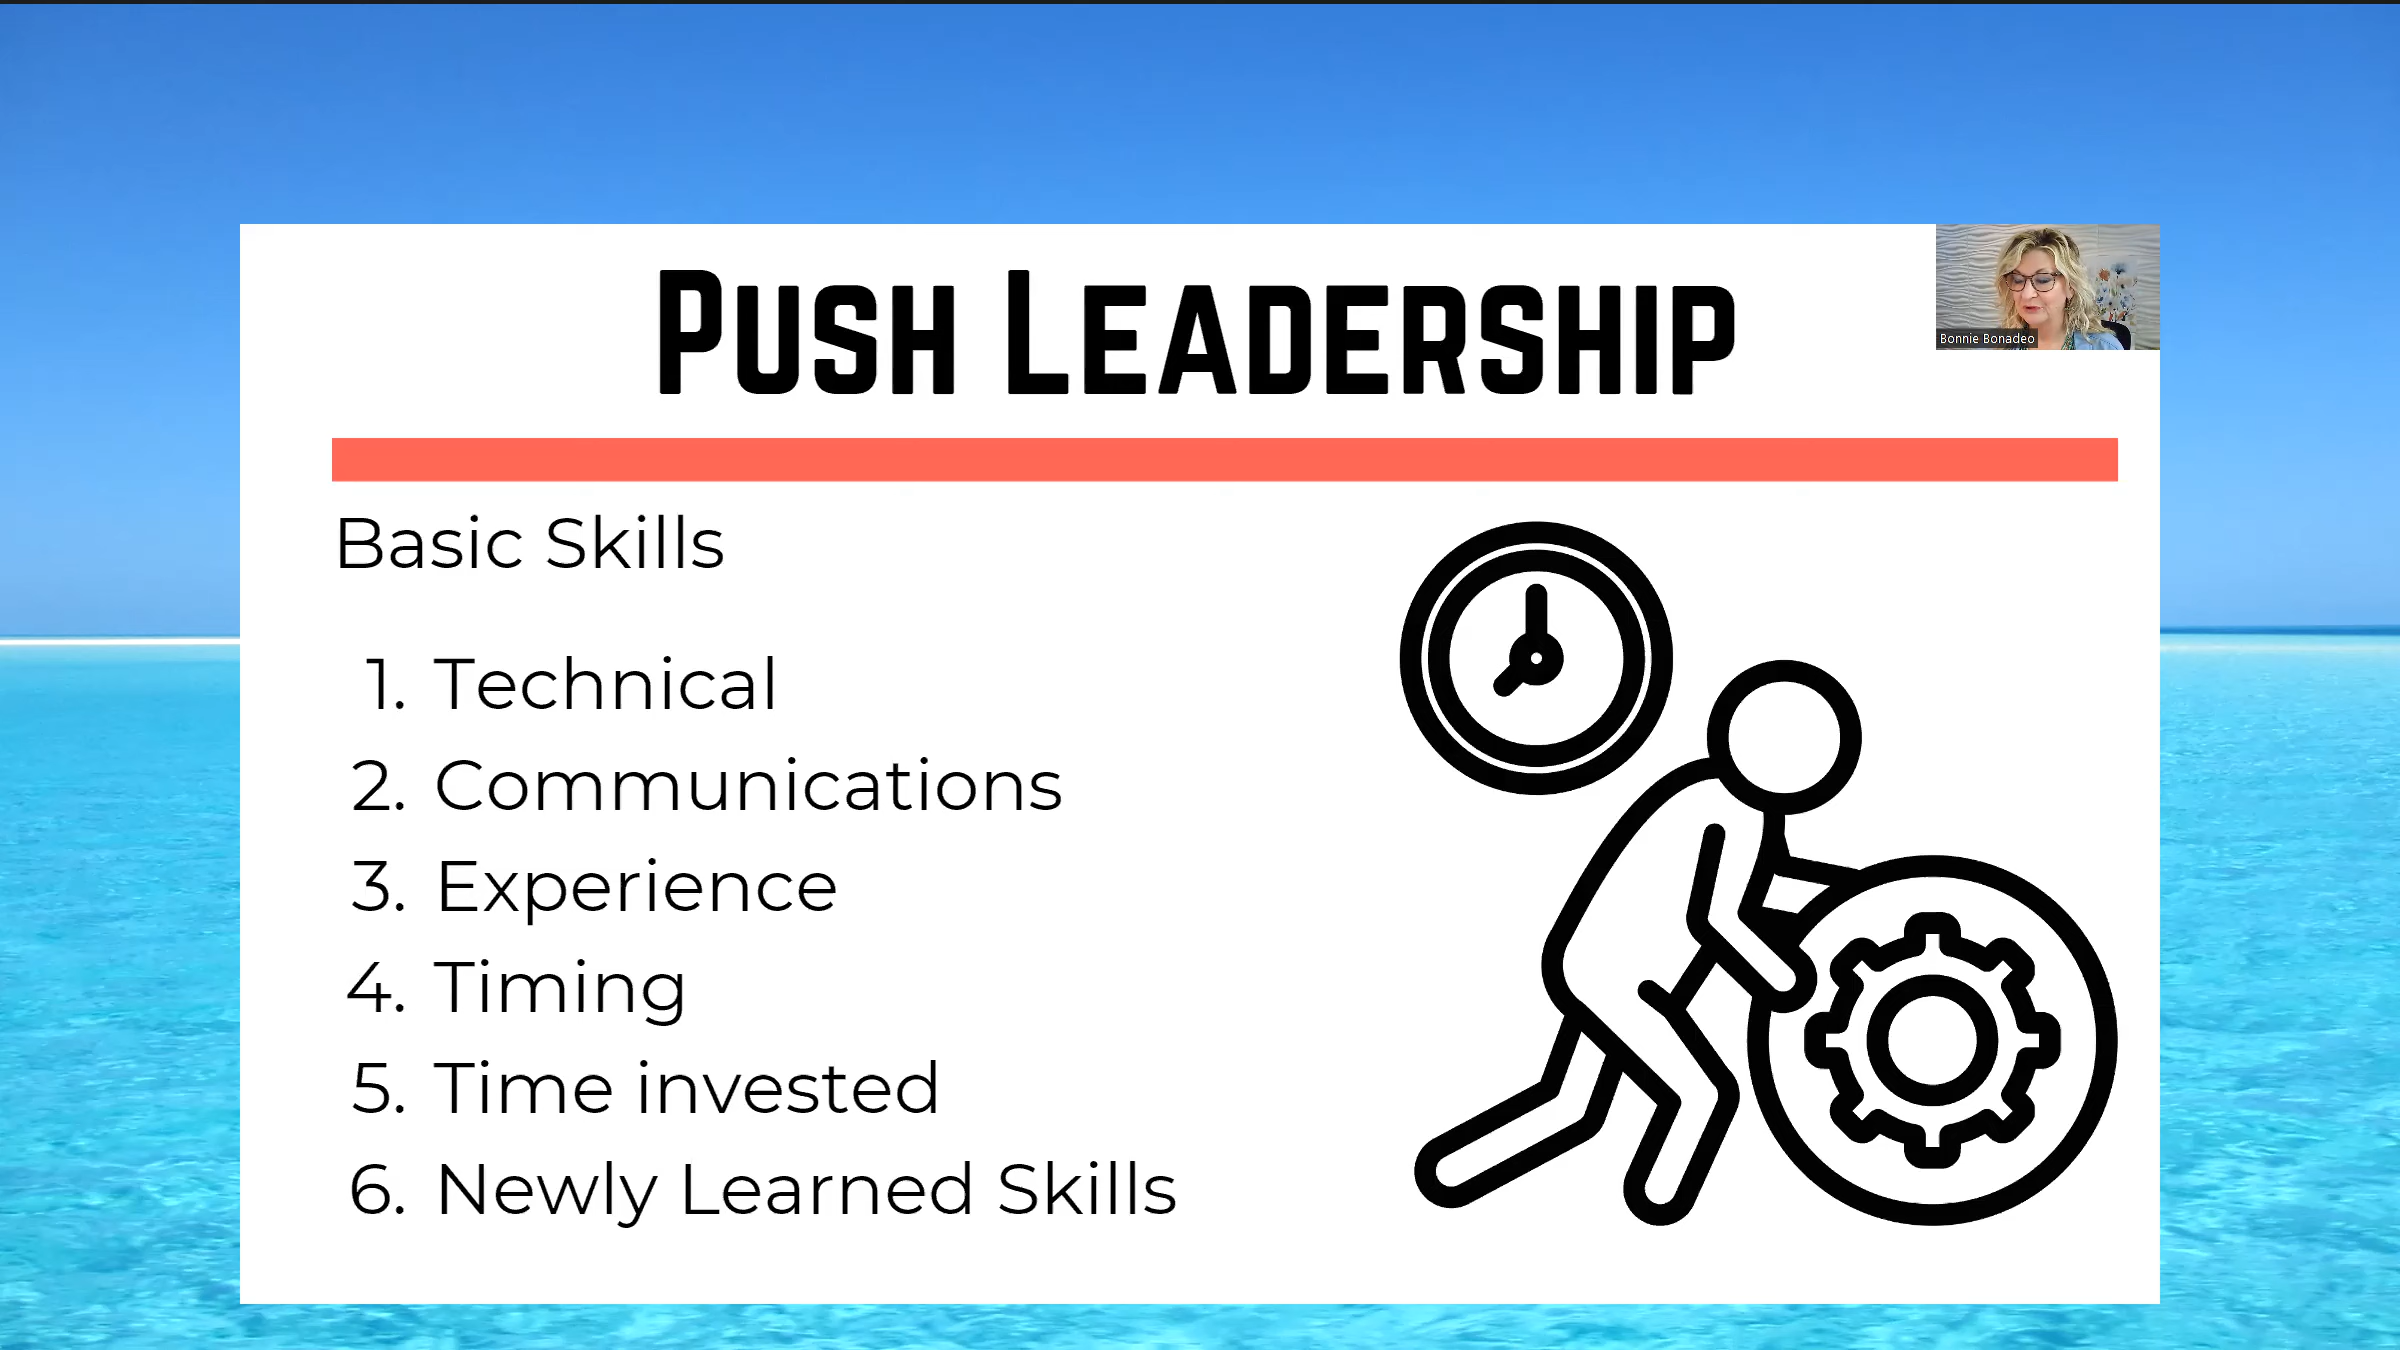 Push Leadership
Bonnie Bonadeo
Basic Skills
1. Technical
2. Communications
3. Experience
4. Timing
5. Time invested
6. Newly Learned Skills